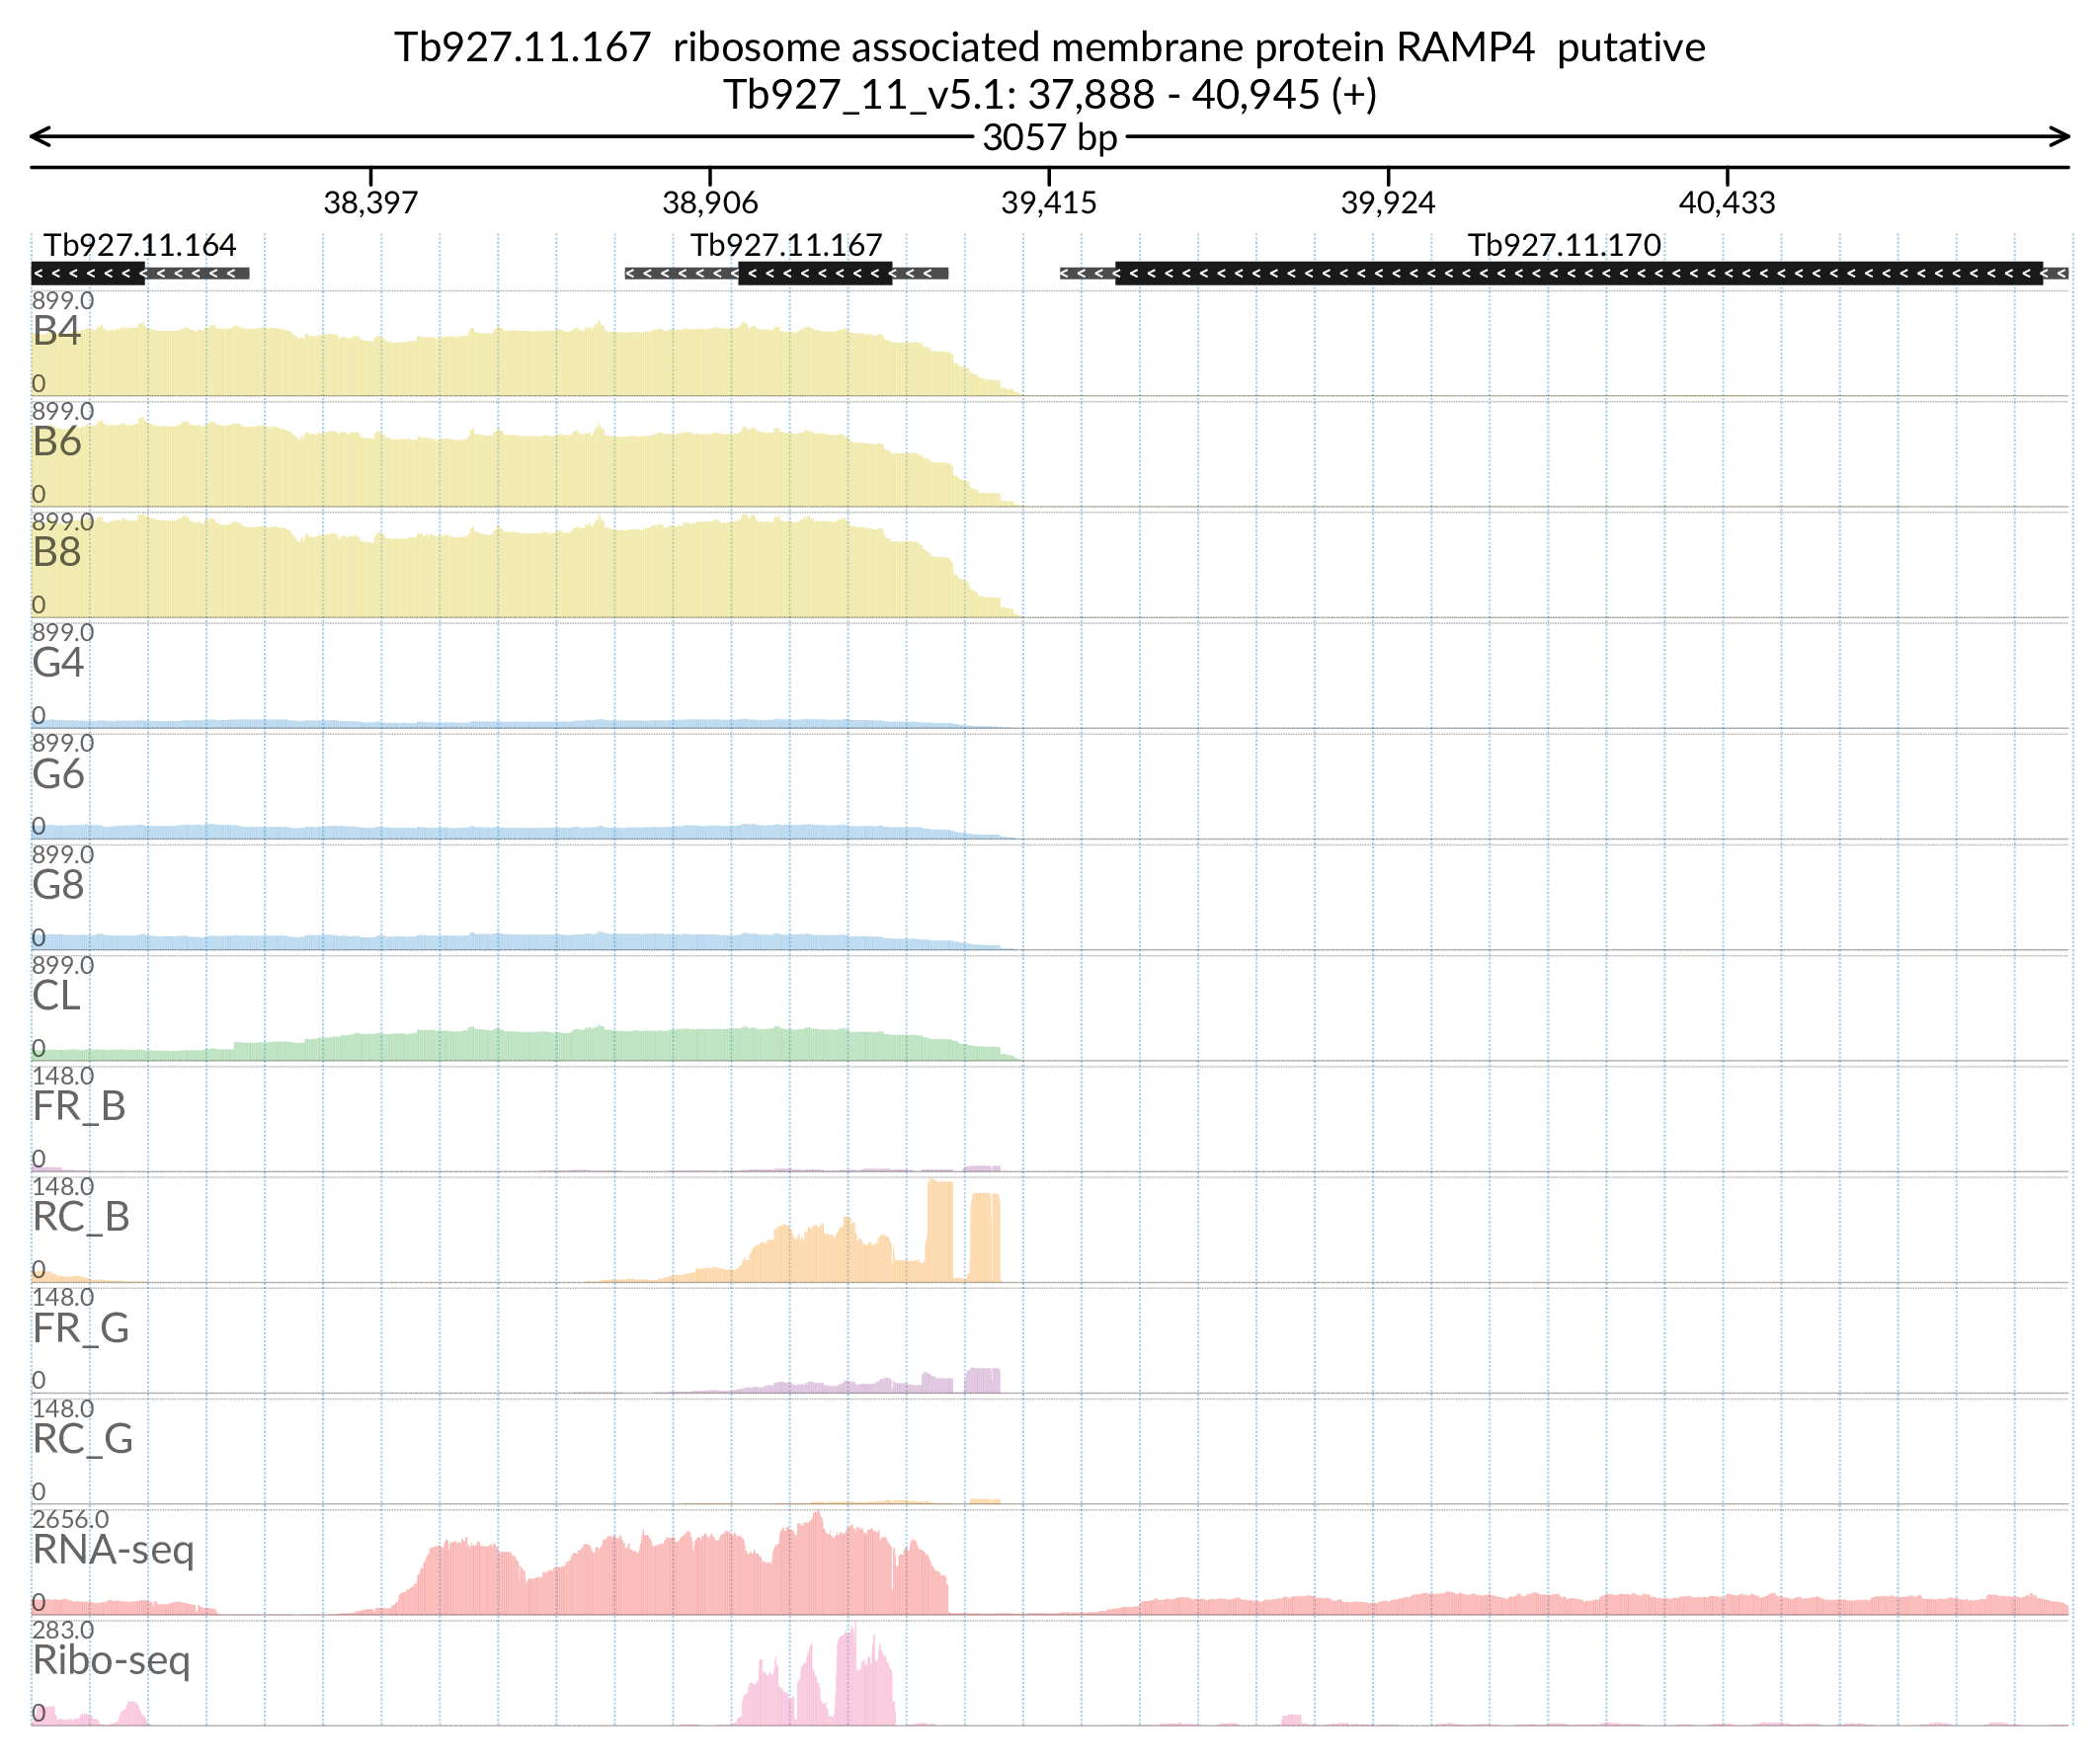 Tb927.11.167 ribosome associated membrane protein RAMP4 putative
Tb927_11_v5.1: 37,888 - 40,945 (+)
3057 bp
38,397 38,906 39,415 39,924 40,433
Tb927.11.164 Tb927.11.167 Tb927.11.170
899.0
B4
0
899.0
B6
0
899.0
B8
0
899.0
G4
0
899.0
G6
0
899.0
G8
0
899.0
CL
0
148.0
FR_B
0
148.0
RC_B
0
148.0
FR_G
0
148.0
RC_G
0
2656.0
RNA-seq
0
283.0
Ribo-seq
0